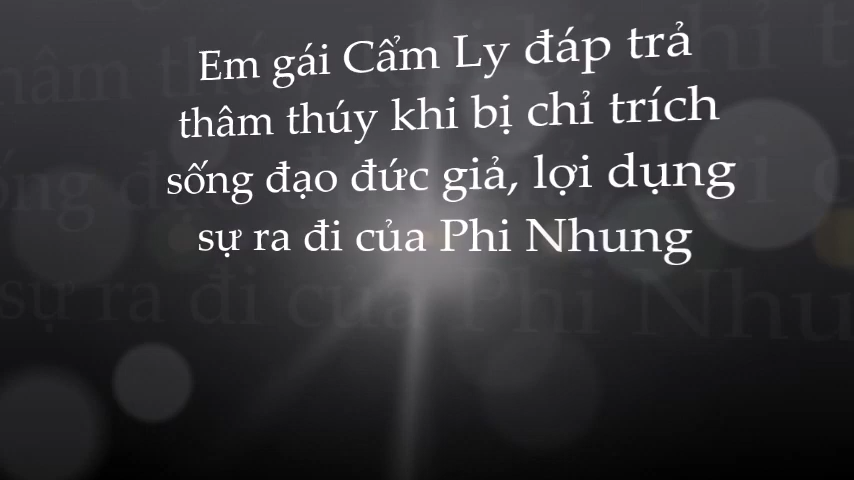 Em gái Cẩm Ly đáp trả
thâm thúy khi bị chỉ trích
sống đạo đức giả, lợi dụng
sự ra đi của Phi Nhung